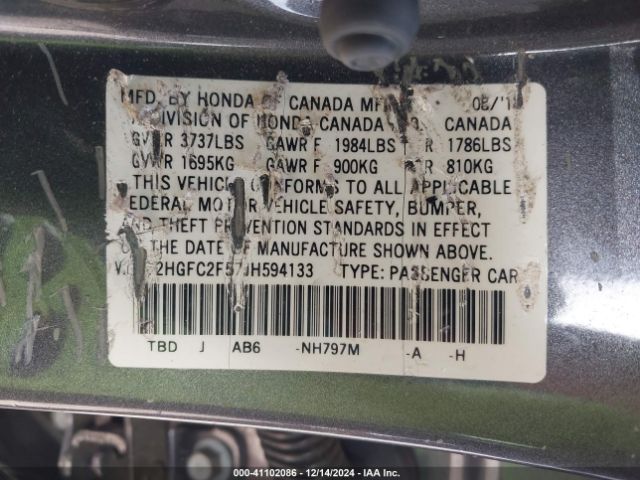 MFD. BY HONDA OF CANADA MFG.
DIVISION OF HONDA CANADA CANADA
GVWR 3737LBS GAWR F 1984LBS R 1786LBS
GVWR 1695KG GAWR F 900KG R 810KG
THIS VEHICLE CONFORMS TO ALL APPLICABLE
FEDERAL MOTOR VEHICLE SAFETY, BUMPER,
AND THEFT PREVENTION STANDARDS IN EFFECT
ON THE DATE OF MANUFACTURE SHOWN ABOVE.
TYPE: PASSENGER CAR
TBD J AB6 -NH797M -A -H
000-41102086 - 12/14/2024 - IAA Inc.